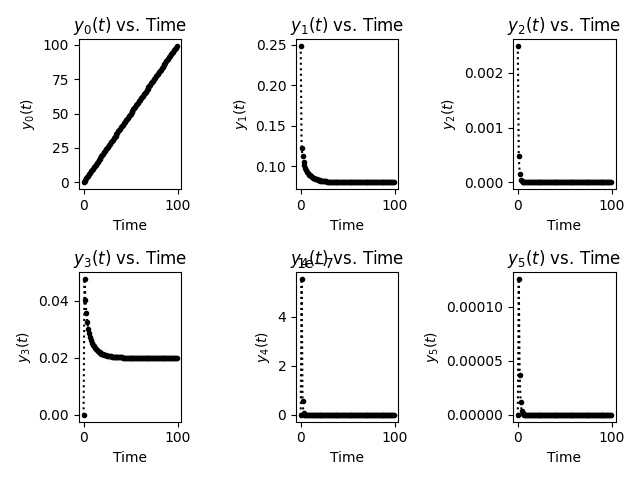 y₀(t) vs. Time
100
75
50
25
0
y₀(t)
0
100
Time
y₁(t) vs. Time
0.25
0.20
0.15
0.10
y₁(t)
0
100
Time
y₂(t) vs. Time
0.002
0.001
0.000
y₂(t)
0
100
Time
y₃(t) vs. Time
0.04
0.02
0.00
y₃(t)
0
100
Time
y₄(t) vs. Time
1e−7
4
2
0
y₄(t)
0
100
Time
y₅(t) vs. Time
0.00010
0.00005
0.00000
y₅(t)
0
100
Time